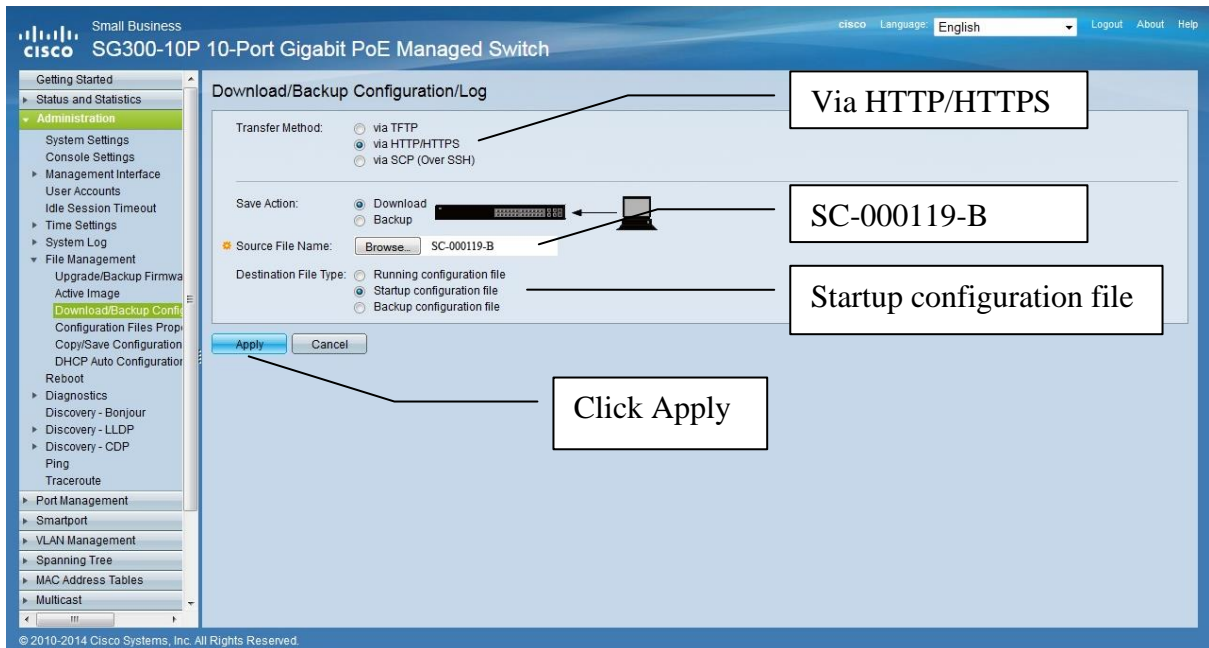 Small Business
cisco SG300-10P 10-Port Gigabit PoE Managed Switch
cisco Language: English Logout About Help
Getting Started
Status and Statistics
Administration
System Settings
Console Settings
Management Interface
User Accounts
Idle Session Timeout
Time Settings
System Log
File Management
Upgrade/Backup Firmwa
Active Image
Download/Backup Config
Configuration Files Prope
Copy/Save Configuration
DHCP Auto Configuration
Reboot
Diagnostics
Discovery - Bonjour
Discovery - LLDP
Discovery - CDP
Ping
Traceroute
Port Management
Smartport
VLAN Management
Spanning Tree
MAC Address Tables
Multicast
Download/Backup Configuration/Log
Transfer Method: via TFTP
via HTTP/HTTPS
via SCP (Over SSH)
Save Action: Download
Backup
Source File Name: Browse... SC-000119-B
Destination File Type: Running configuration file
Startup configuration file
Backup configuration file
Apply Cancel
Via HTTP/HTTPS
SC-000119-B
Startup configuration file
Click Apply
© 2010-2014 Cisco Systems, Inc. All Rights Reserved.